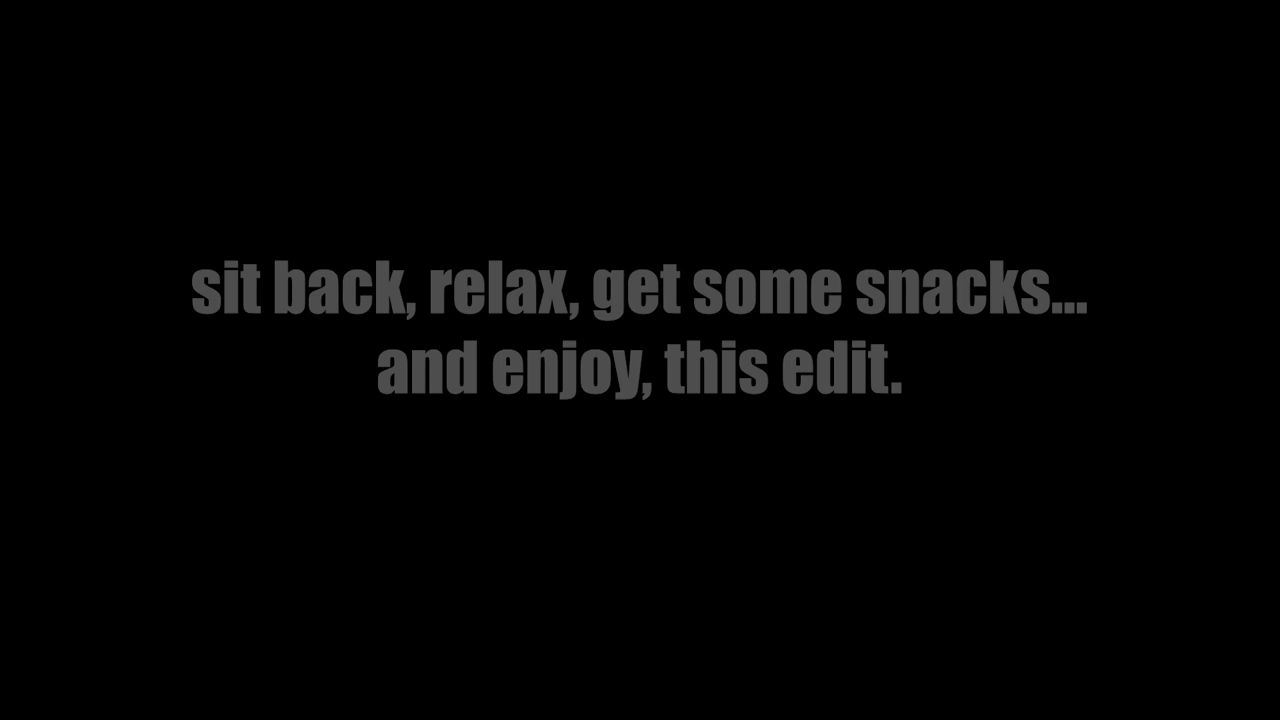 sit back, relax, get some snacks...
and enjoy, this edit.